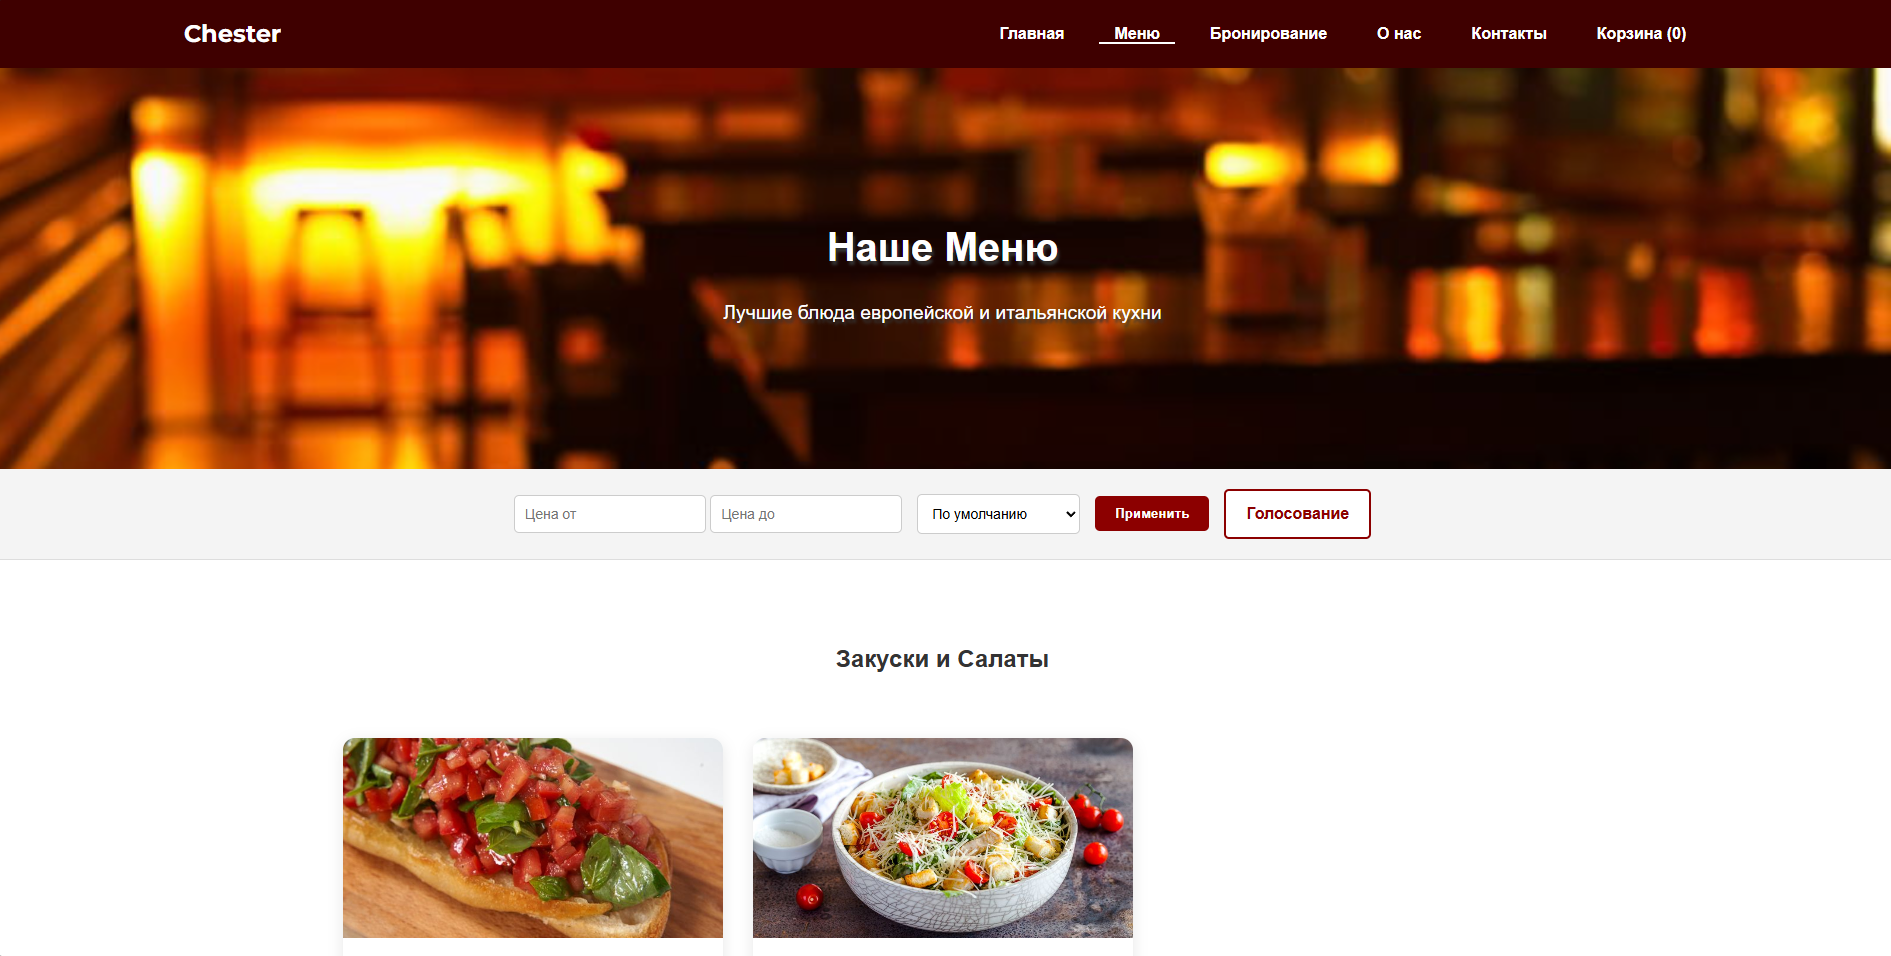 Chester
Главная Меню Бронирование О нас Контакты Корзина (0)
Наше Меню
Лучшие блюда европейской и итальянской кухни
Цена от Цена до По умолчанию Применить Голосование
Закуски и Салаты